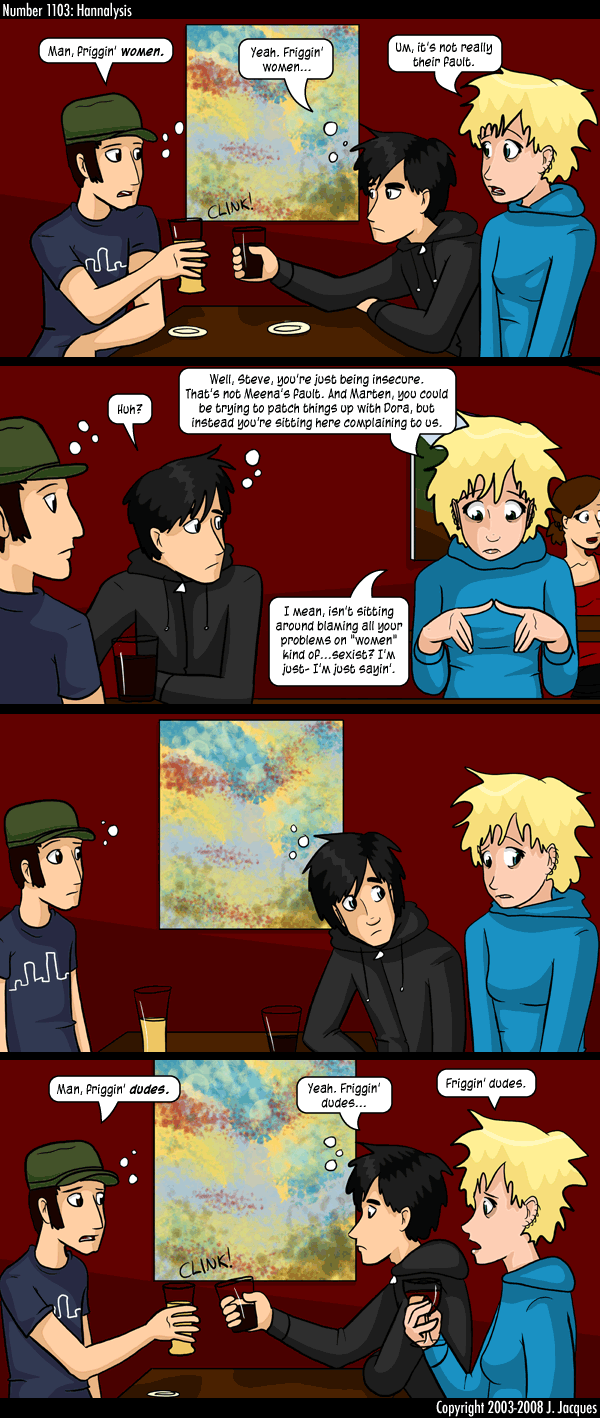 Number 1103: Hannalysis
Man, friggin' women.
Yeah. Friggin'
women...
Um, it's not really
their fault.
CLINK!
Huh?
Well, Steve, you're just being insecure.
That's not Meena's fault. And Marten, you could
be trying to patch things up with Dora, but
instead you're sitting here complaining to us.
I mean, isn't sitting
around blaming all your
problems on "women"
kind of...sexist? I'm
just- I'm just sayin'.
Man, friggin' dudes.
Yeah. Friggin'
dudes...
Friggin' dudes.
CLINK!
Copyright 2003-2008 J. Jacques